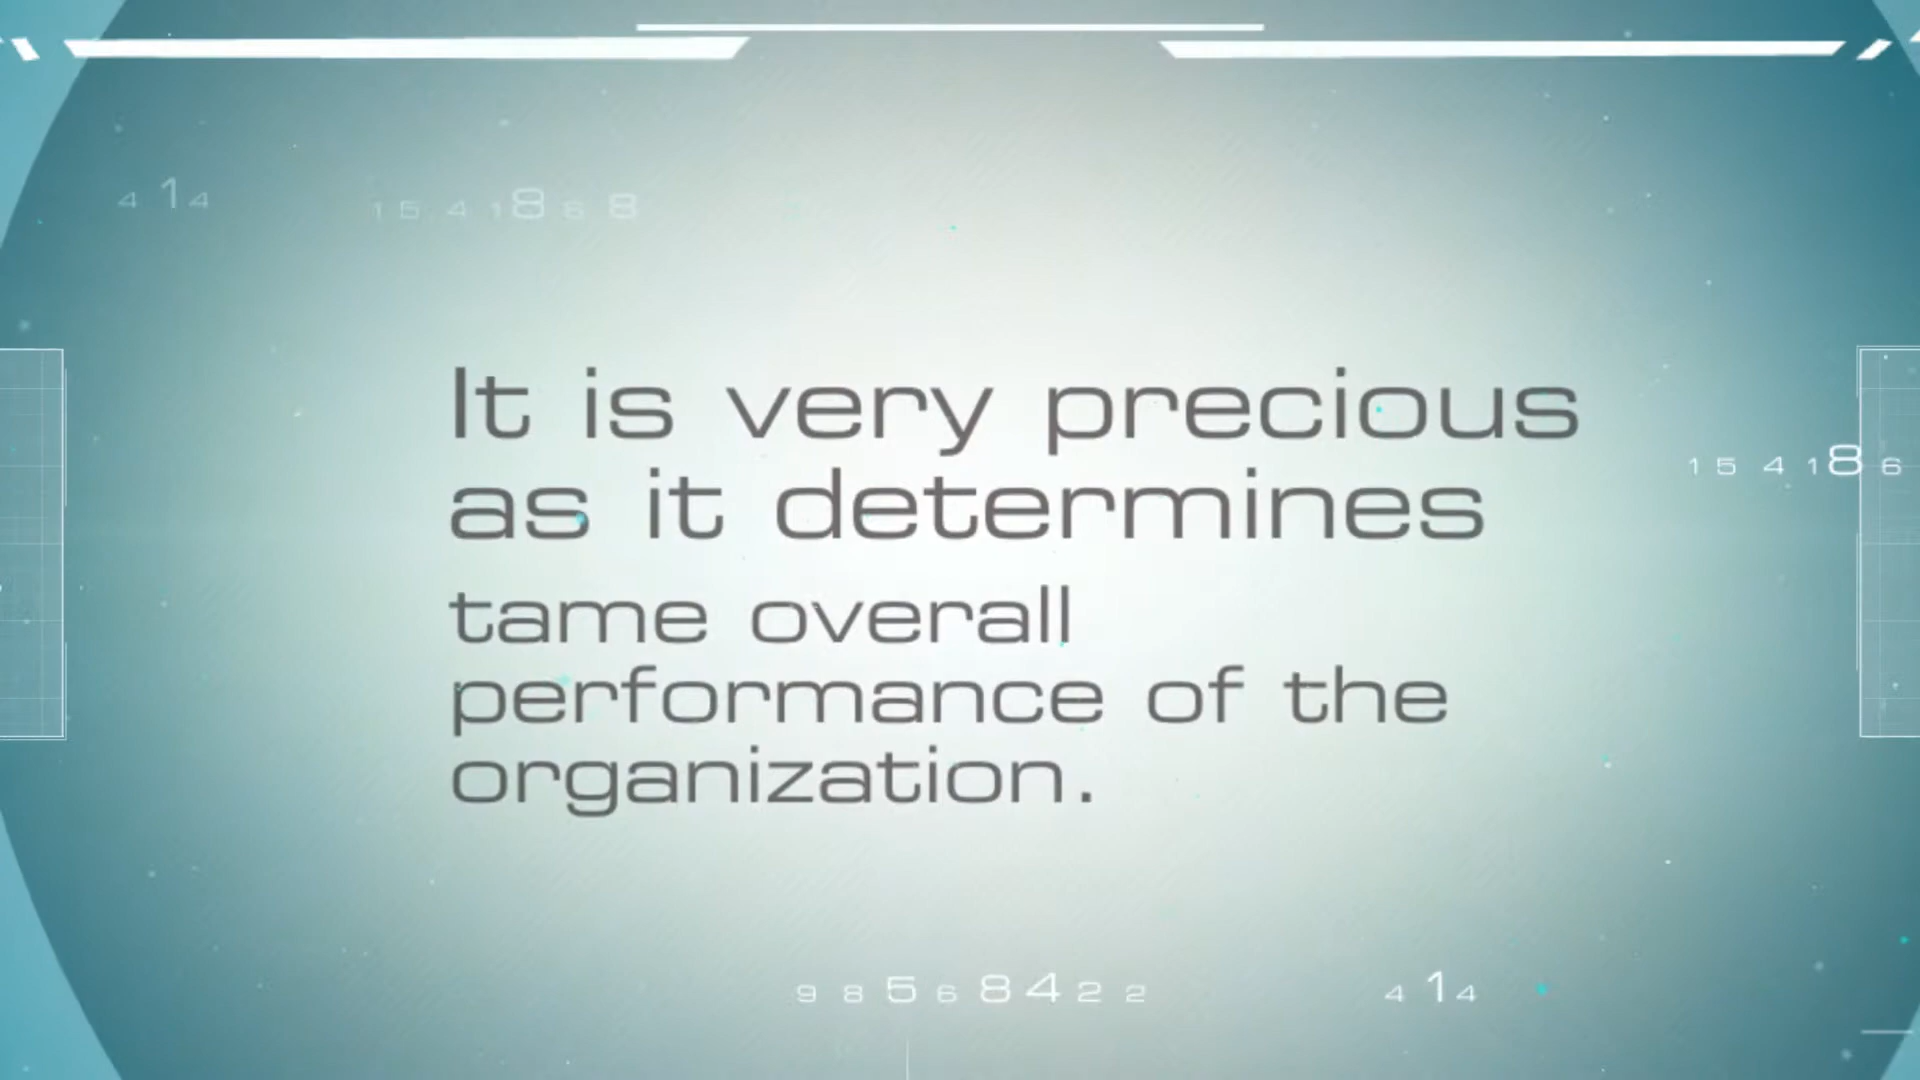 4 1 4
1 5 4 1 8 6 8
It is very precious
1 5 4 1 8 6
as it determines
tame overall
performance of the
organization.
9 8 5 6 8 4 2 2
4 1 4